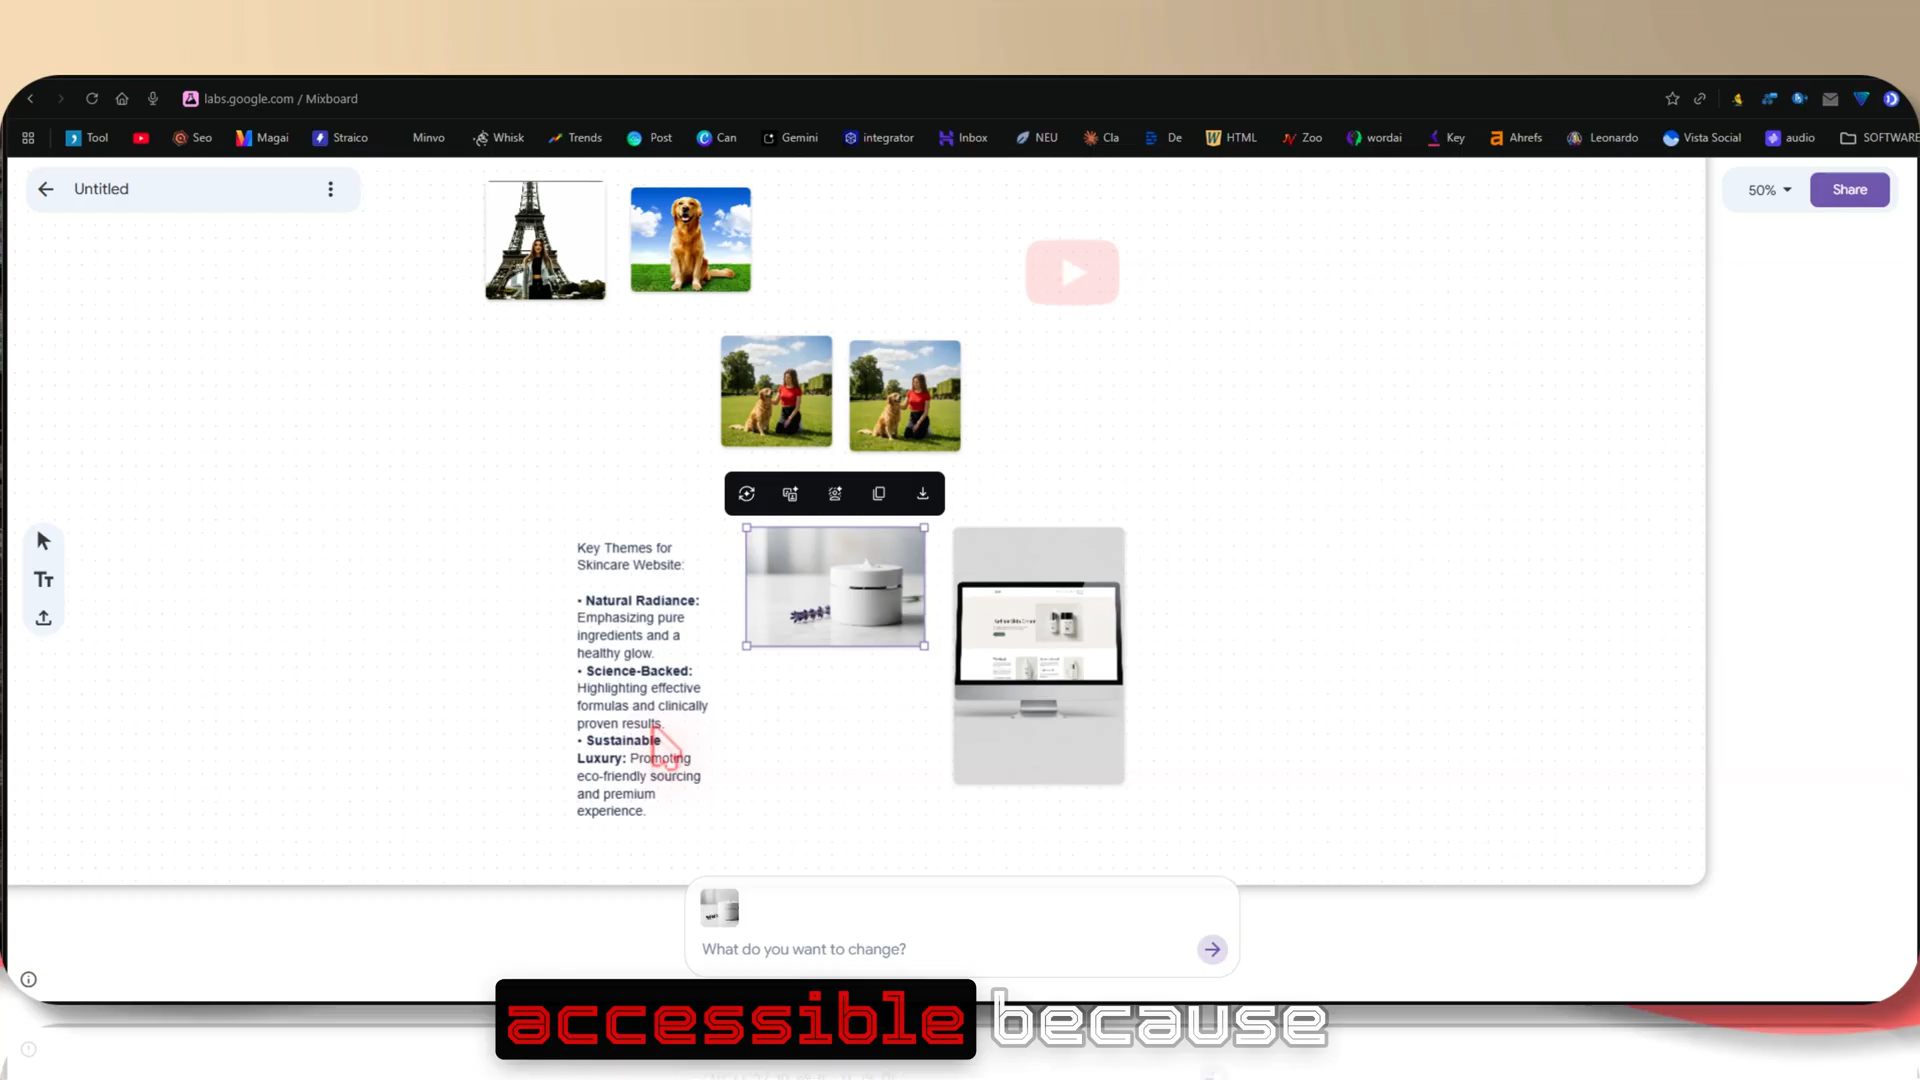 labs.google.com / Mixboard
Tool
Seo
Magai
Straico
Minvo
Whisk
Trends
Post
Can
Gemini
integrator
Inbox
NEU
Cla
De
HTML
Zoo
wordai
Key
Ahrefs
Leonardo
Vista Social
audio
SOFTWARE
Untitled
50%
Share
Key Themes for
Skincare Website:
• Natural Radiance:
Emphasizing pure
ingredients and a
healthy glow.
• Science-Backed:
Highlighting effective
formulas and clinically
proven results.
• Sustainable
Luxury: Promoting
eco-friendly sourcing
and premium
experience.
What do you want to change?
accessible because